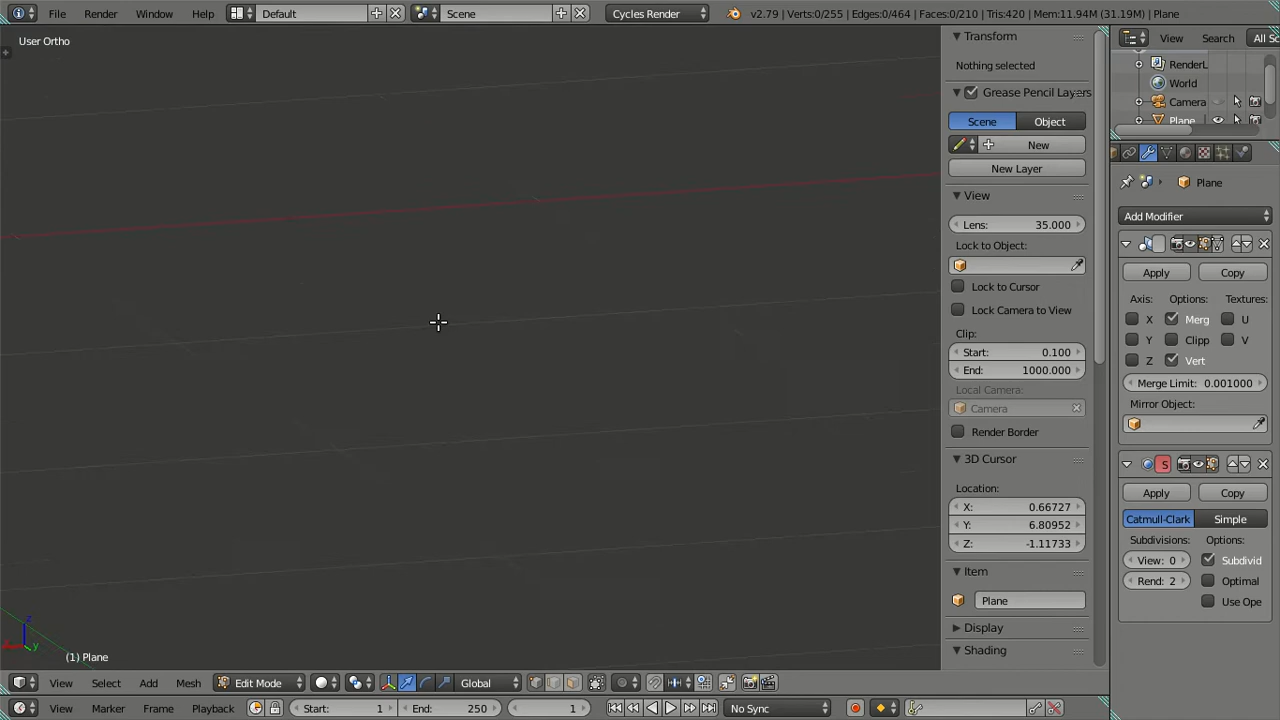 File Render Window Help Default Scene Cycles Render v2.79 | Verts:0/255 | Edges:0/464 | Faces:0/210 | Tris:420 | Mem:11.94M (31.19M) | Plane
User Ortho
Transform
Nothing selected
Grease Pencil Layers
Scene Object
New
New Layer
View
Lens: 35.000
Lock to Object:
Lock to Cursor
Lock Camera to View
Clip:
Start: 0.100
End: 1000.000
Local Camera:
Camera
Render Border
3D Cursor
Location:
X: 0.66727
Y: 6.80952
Z: -1.11733
Item
Plane
Display
Shading
View Search All Sc
RenderL
World
Camera
Plane
Plane
Add Modifier
Apply Copy
Axis: Options: Textures:
X Merg U
Y Clipp V
Z Vert
Merge Limit: 0.001000
Mirror Object:
S
Apply Copy
Catmull-Clark Simple
Subdivisions: Options:
View: 0 Subdivid
Rend: 2 Optimal
Use Ope
z
x y
(1) Plane
View Select Add Mesh Edit Mode Global
View Marker Frame Playback Start: 1 End: 250 1 No Sync